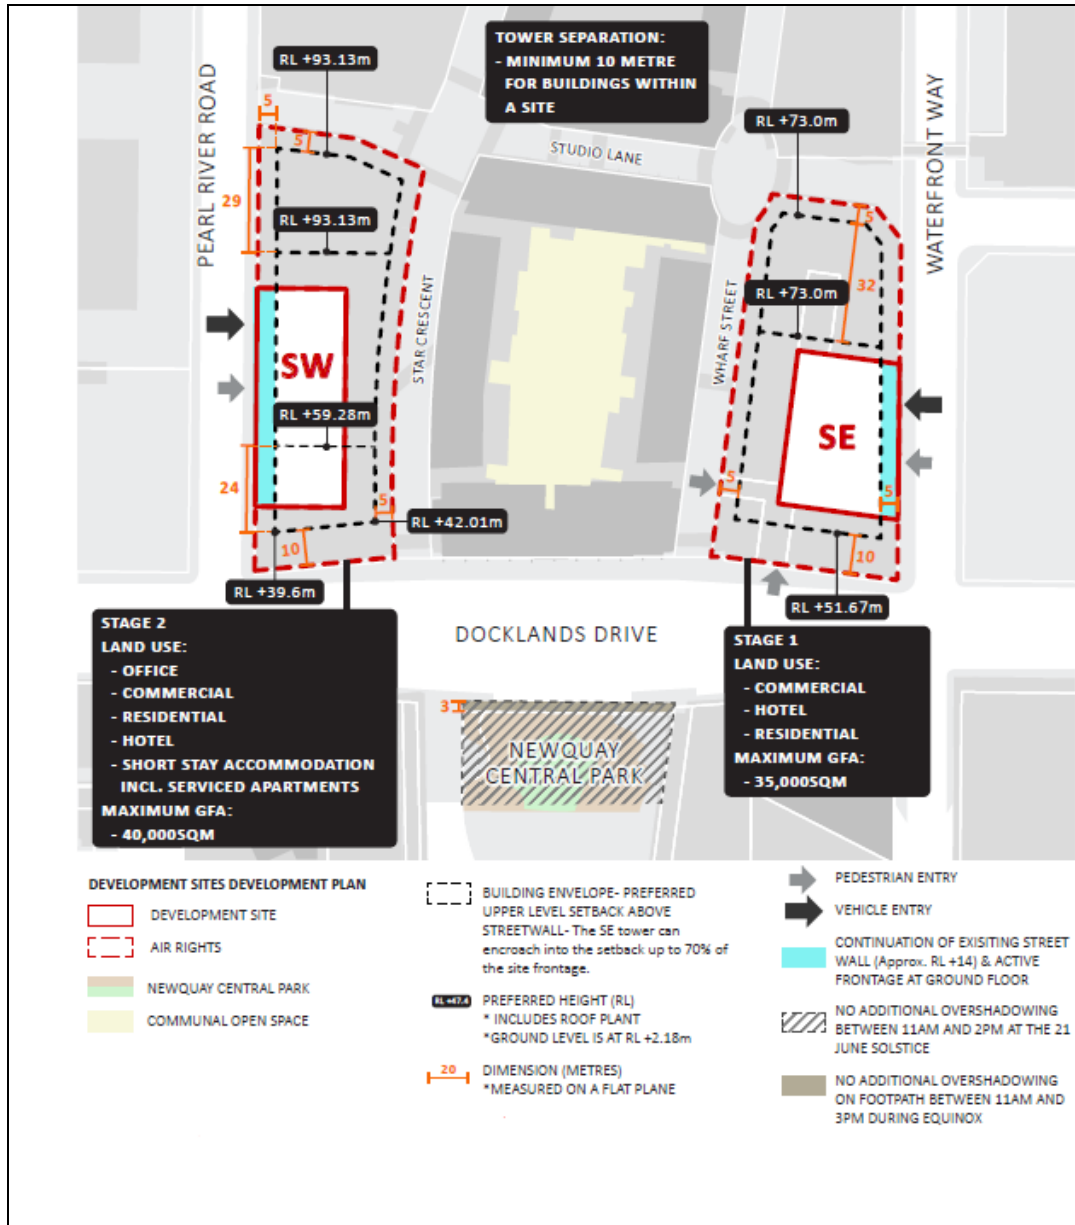 TOWER SEPARATION:
- MINIMUM 10 METRE
FOR BUILDINGS WITHIN
A SITE
RL +93.13m
5
5
PEARL RIVER ROAD
29
RL +93.13m
STUDIO LANE
RL +73.0m
WATERFRONT WAY
5
32
RL +73.0m
STAR CRESCENT
WHARF STREET
SW
RL +59.28m
24
5
RL +42.01m
10
RL +39.6m
SE
5
5
10
RL +51.67m
DOCKLANDS DRIVE
STAGE 2
LAND USE:
- OFFICE
- COMMERCIAL
- RESIDENTIAL
- HOTEL
- SHORT STAY ACCOMMODATION
INCL. SERVICED APARTMENTS
MAXIMUM GFA:
- 40,000SQM
3
NEWQUAY
CENTRAL PARK
STAGE 1
LAND USE:
- COMMERCIAL
- HOTEL
- RESIDENTIAL
MAXIMUM GFA:
- 35,000SQM
DEVELOPMENT SITES DEVELOPMENT PLAN
DEVELOPMENT SITE
AIR RIGHTS
NEWQUAY CENTRAL PARK
COMMUNAL OPEN SPACE
BUILDING ENVELOPE- PREFERRED
UPPER LEVEL SETBACK ABOVE
STREETWALL- The SE tower can
encroach into the setback up to 70% of
the site frontage.
RL +47.4
PREFERRED HEIGHT (RL)
* INCLUDES ROOF PLANT
*GROUND LEVEL IS AT RL +2.18m
20
DIMENSION (METRES)
*MEASURED ON A FLAT PLANE
PEDESTRIAN ENTRY
VEHICLE ENTRY
CONTINUATION OF EXISITING STREET
WALL (Approx. RL +14) & ACTIVE
FRONTAGE AT GROUND FLOOR
NO ADDITIONAL OVERSHADOWING
BETWEEN 11AM AND 2PM AT THE 21
JUNE SOLSTICE
NO ADDITIONAL OVERSHADOWING
ON FOOTPATH BETWEEN 11AM AND
3PM DURING EQUINOX